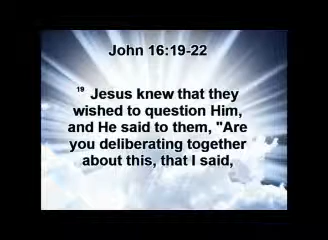 John 16:19-22
19 Jesus knew that they
wished to question Him,
and He said to them, "Are
you deliberating together
about this, that I said,